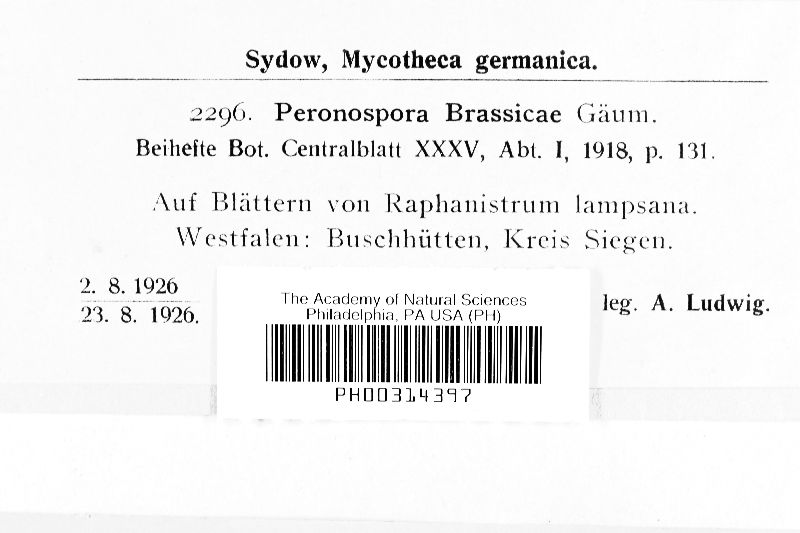 Sydow, Mycotheca germanica.
2296. Peronospora Brassicae Gäum.
Beihefte Bot. Centralblatt XXXV, Abt. I, 1918, p. 131.
Auf Blättern von Raphanistrum lampsana.
Westfalen: Buschhütten, Kreis Siegen.
2. 8. 1926
23. 8. 1926.
leg. A. Ludwig.
The Academy of Natural Sciences
Philadelphia, PA USA (PH)
PH00314397